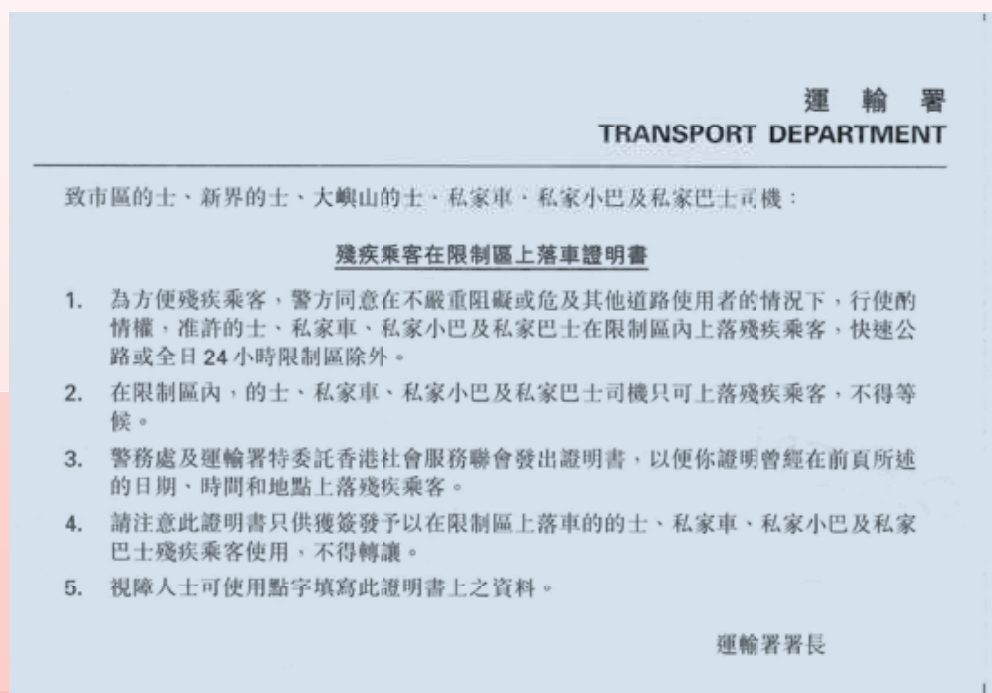 運 輸 署
TRANSPORT DEPARTMENT
致市區的士、新界的士、大嶼山的士、私家車、私家小巴及私家巴士司機：
殘疾乘客在限制區上落車證明書
1. 為方便殘疾乘客，警方同意在不嚴重阻礙或危及其他道路使用者的情況下，行使酌
情權，准許的士、私家車、私家小巴及私家巴士在限制區內上落殘疾乘客，快速公
路或全日24小時限制區除外。
2. 在限制區內，的士、私家車、私家小巴及私家巴士司機只可上落殘疾乘客，不得等
候。
3. 警務處及運輸署特委託香港社會服務聯會發出證明書，以便你證明曾經在前頁所述
的日期、時間和地點上落殘疾乘客。
4. 請注意此證明書只供獲簽發予以在限制區上落車的的士、私家車、私家小巴及私家
巴士殘疾乘客使用，不得轉讓。
5. 視障人士可使用點字填寫此證明書上之資料。
運輸署署長